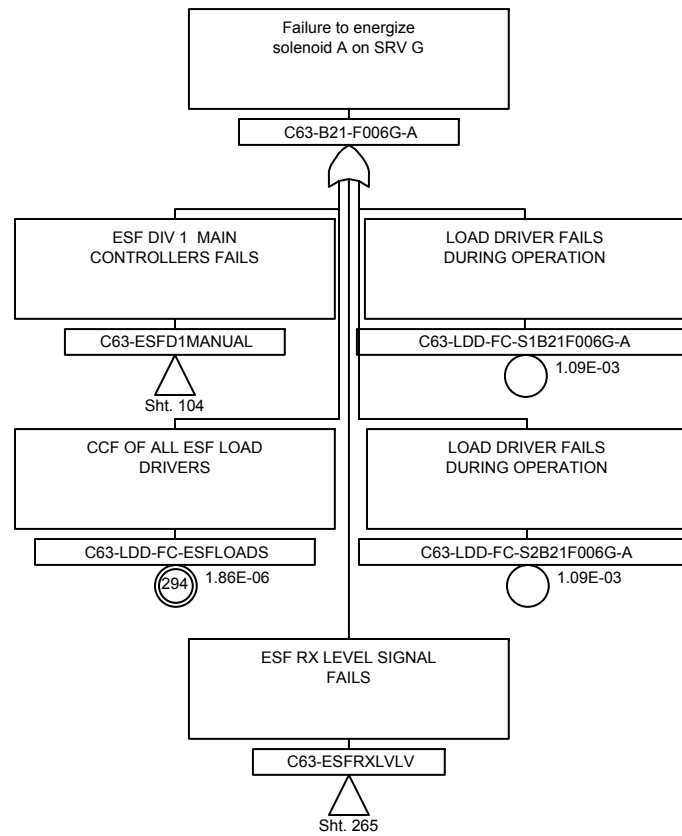 Failure to energize
solenoid A on SRV G
C63-B21-F006G-A
ESF DIV 1 MAIN
CONTROLLERS FAILS
C63-ESFD1MANUAL
Sht. 104
LOAD DRIVER FAILS
DURING OPERATION
C63-LDD-FC-S1B21F006G-A
1.09E-03
CCF OF ALL ESF LOAD
DRIVERS
C63-LDD-FC-ESFLOADS
294
1.86E-06
LOAD DRIVER FAILS
DURING OPERATION
C63-LDD-FC-S2B21F006G-A
1.09E-03
ESF RX LEVEL SIGNAL
FAILS
C63-ESFRXLVLV
Sht. 265